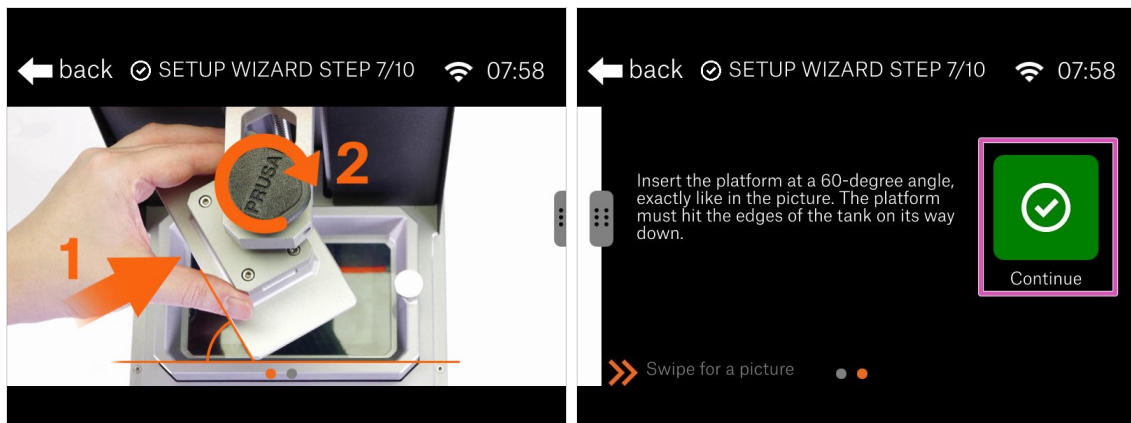 back SETUP WIZARD STEP 7/10 07:58
2
PRUSA
1
back SETUP WIZARD STEP 7/10 07:58
Insert the platform at a 60-degree angle,
exactly like in the picture. The platform
must hit the edges of the tank on its way
down.
Continue
Swipe for a picture